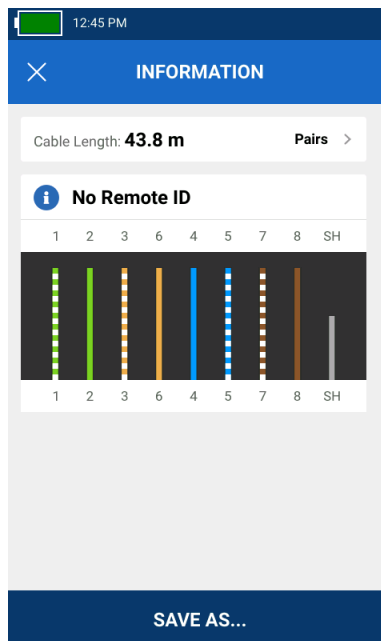 12:45 PM
INFORMATION
Cable Length: 43.8 m Pairs
No Remote ID
1 2 3 6 4 5 7 8 SH
1 2 3 6 4 5 7 8 SH
SAVE AS...